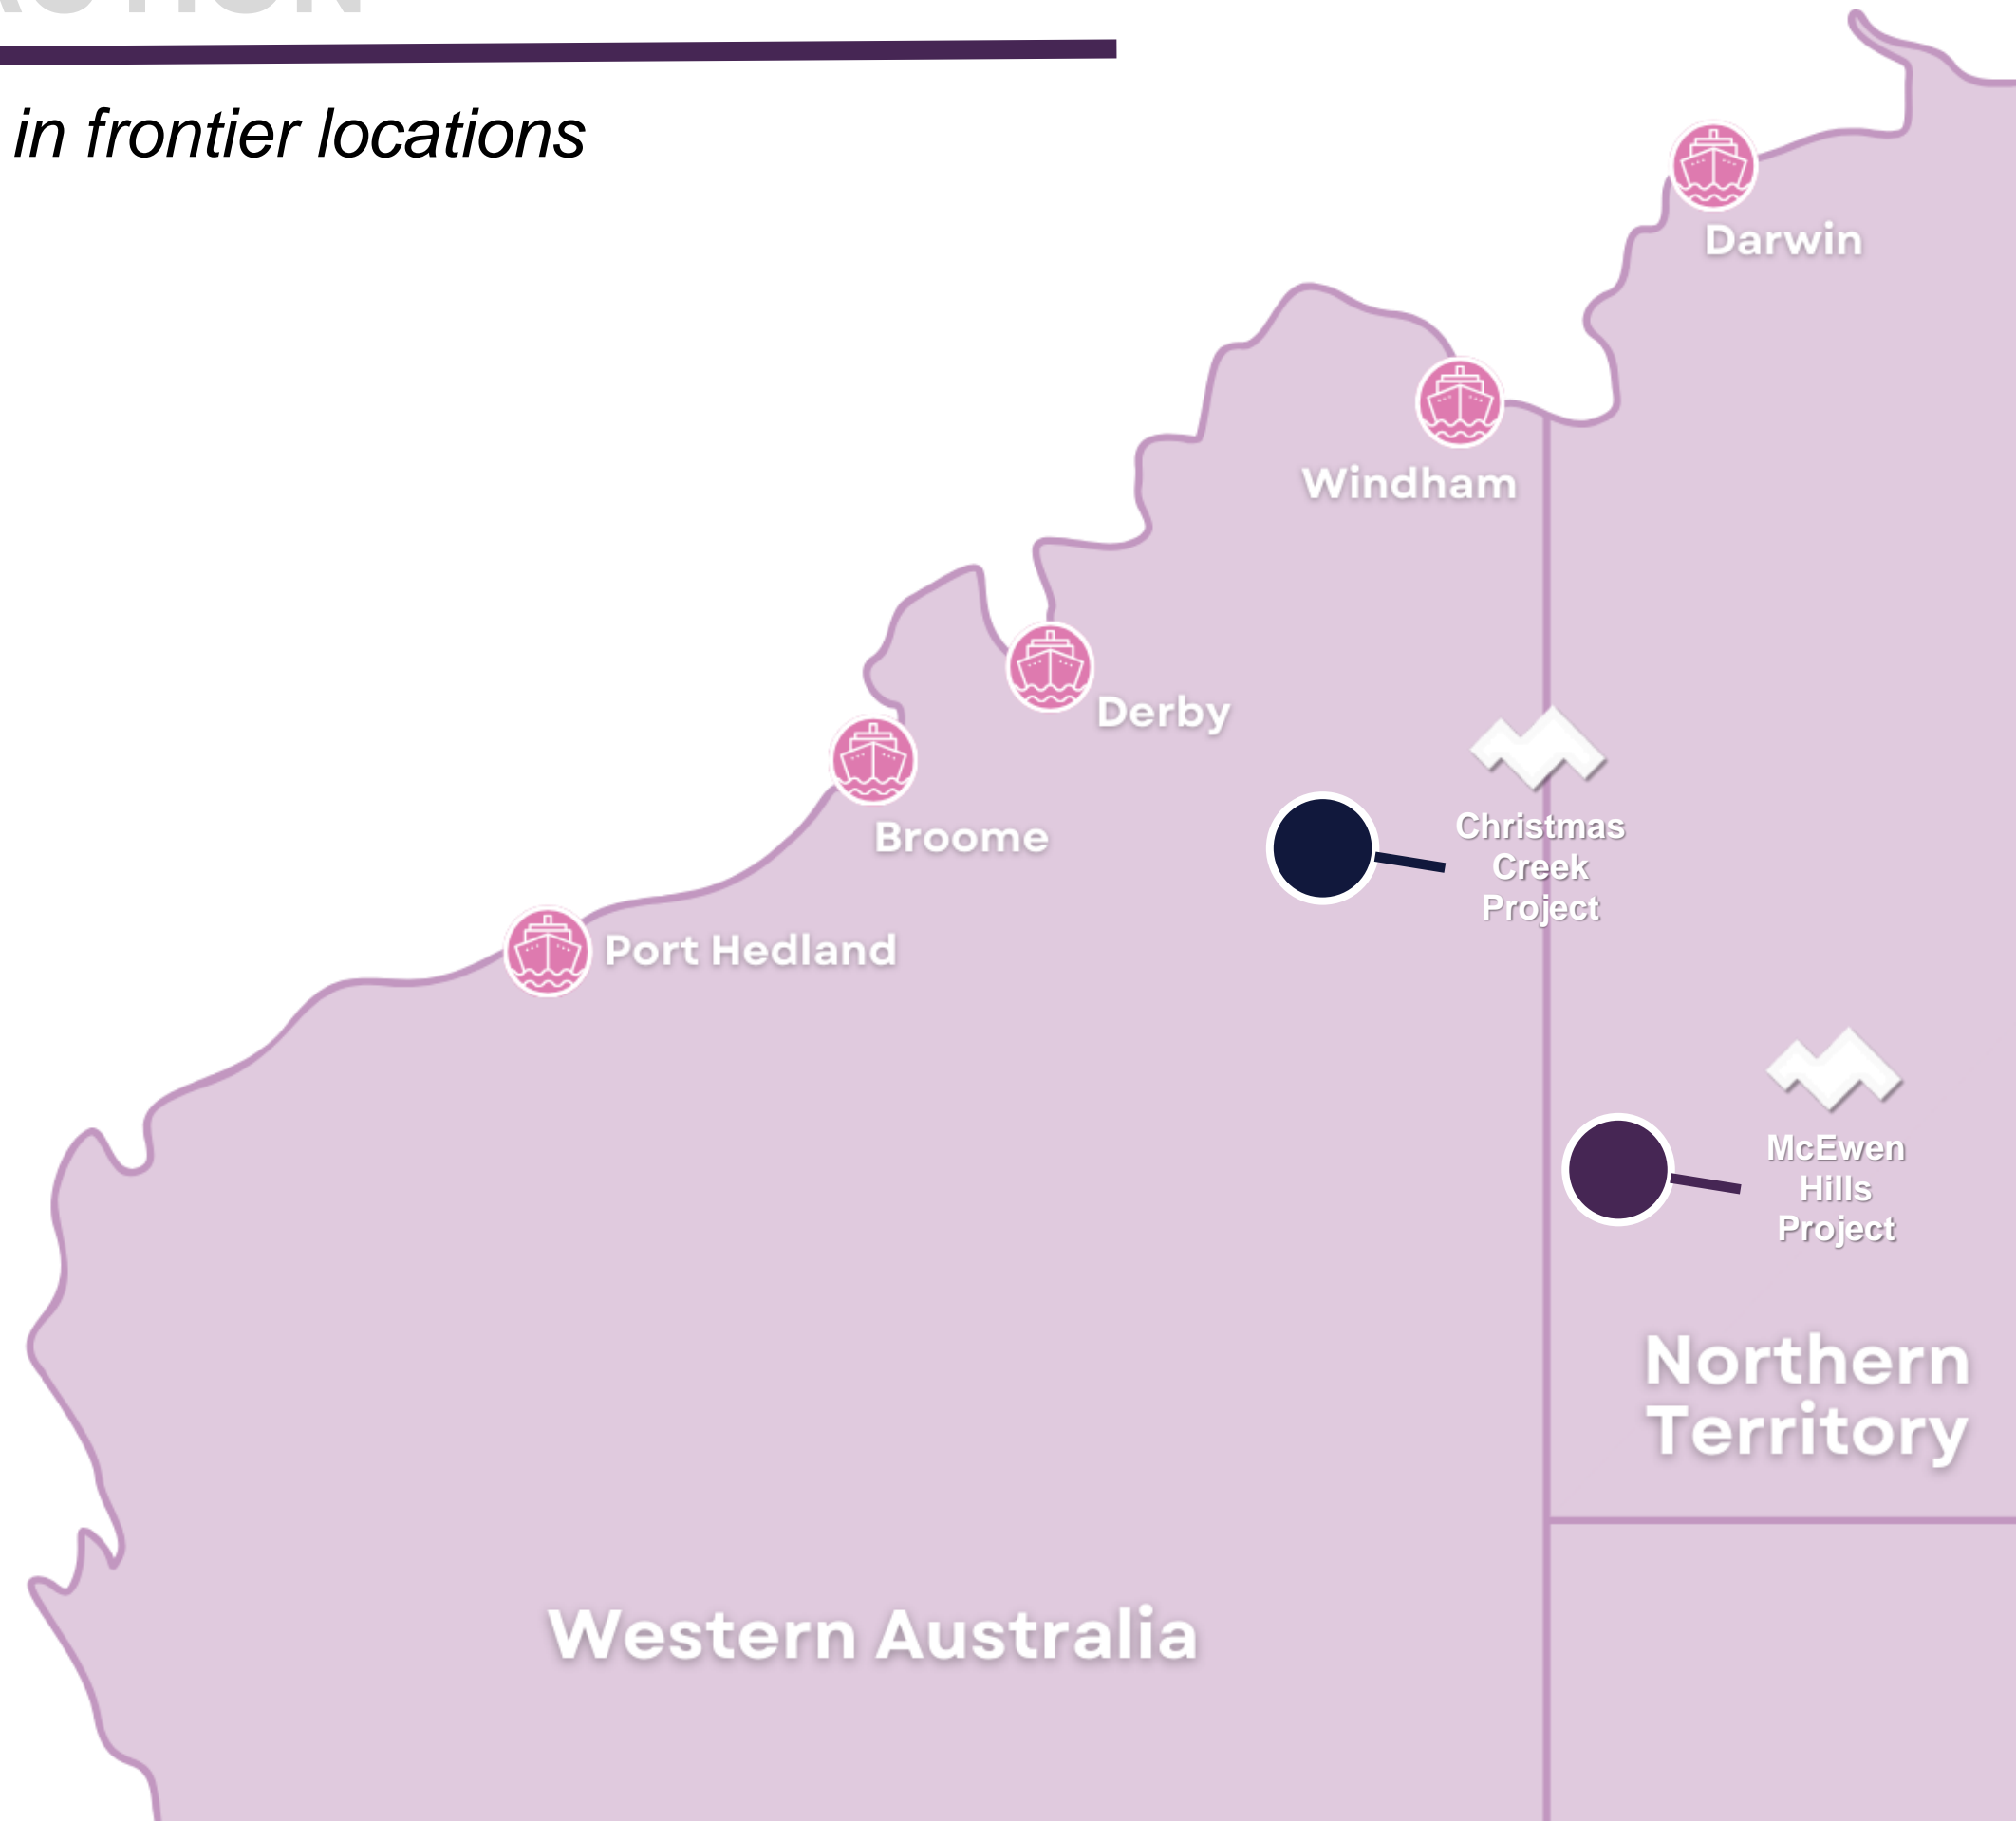 in frontier locations
Darwin
Windham
Derby
Broome
Christmas
Creek
Project
Port Hedland
McEwen
Hills
Project
Northern
Territory
Western Australia